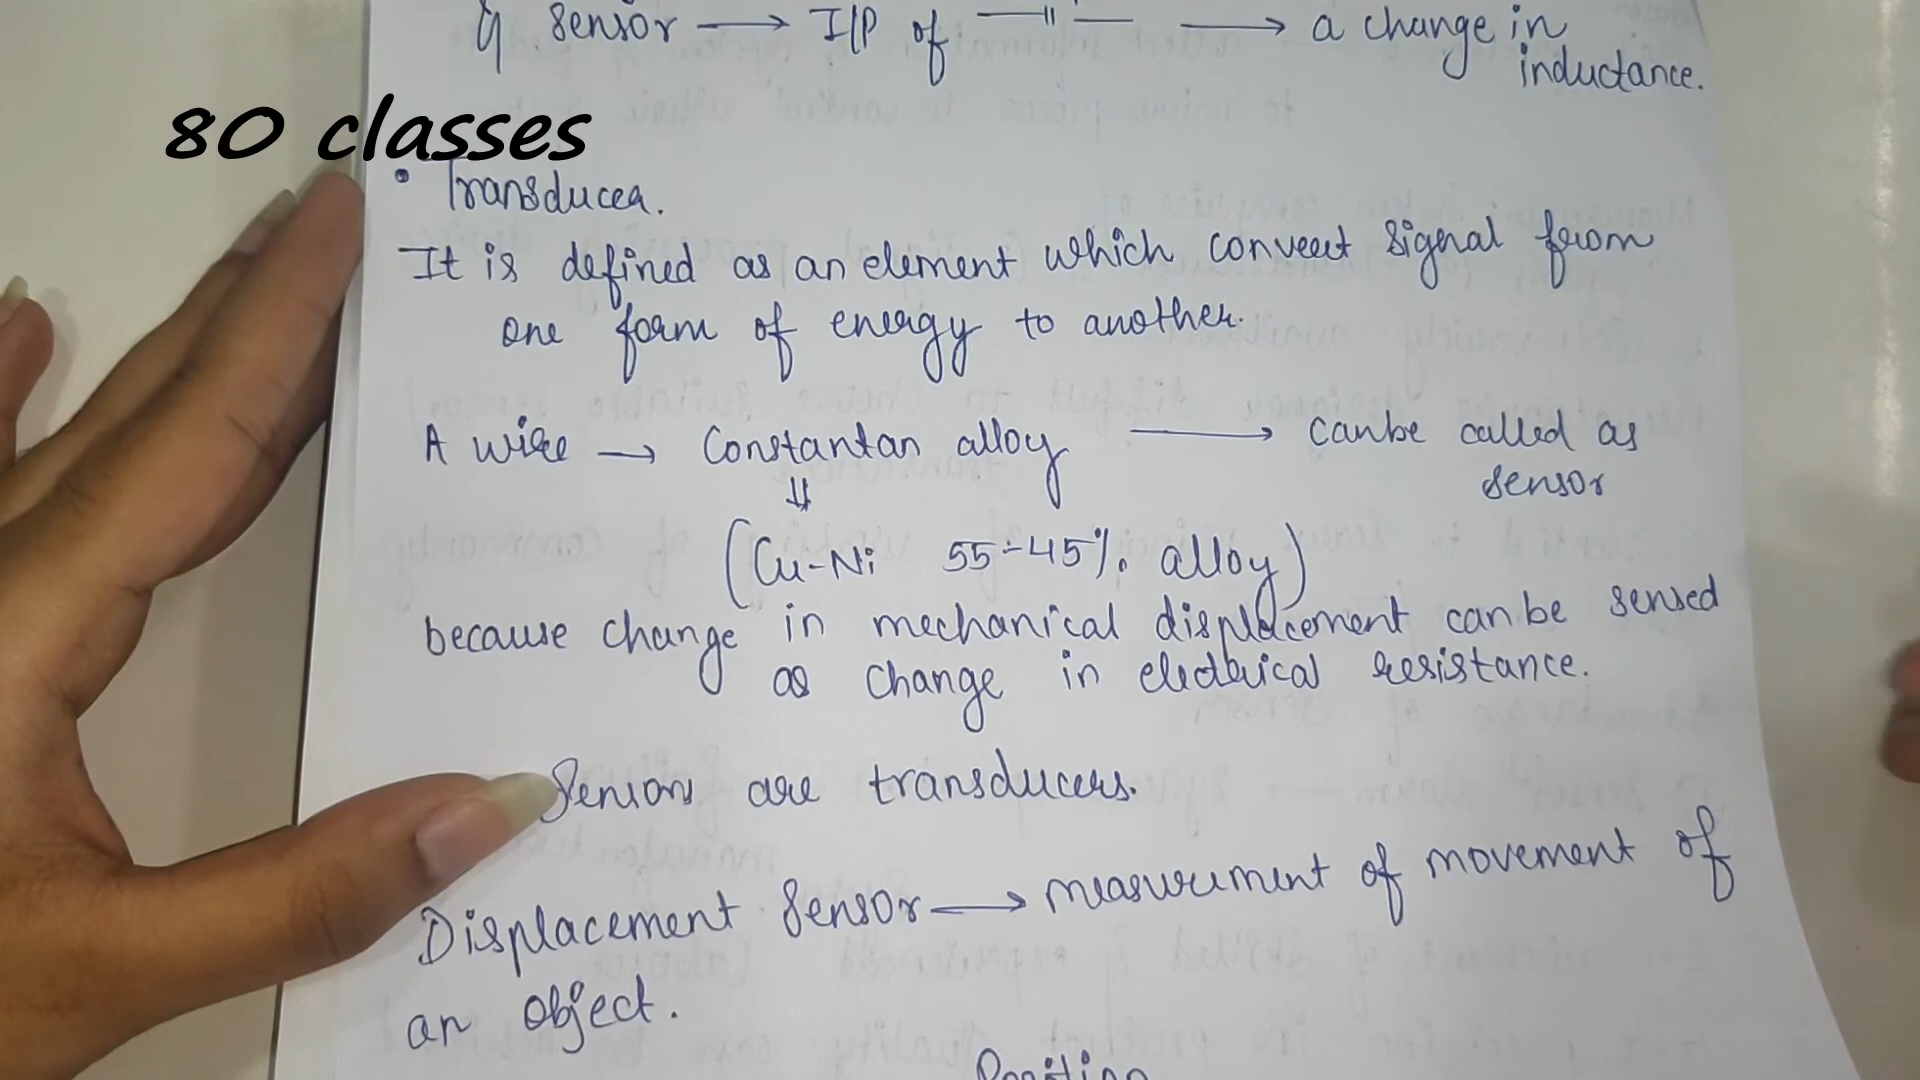 y sensor → I/P of —"— → a change in
inductance.
80 classes
• Transducer.
It is defined as an element which convert signal from
one form of energy to another.
A wire → Constantan alloy → canbe called as
sensor
⇓
(Cu-Ni 55-45% alloy)
because change in mechanical displacement canbe sensed
as change in electrical resistance.
Sensors are transducers.
Displacement Sensor → measurement of movement of
an object.
Position